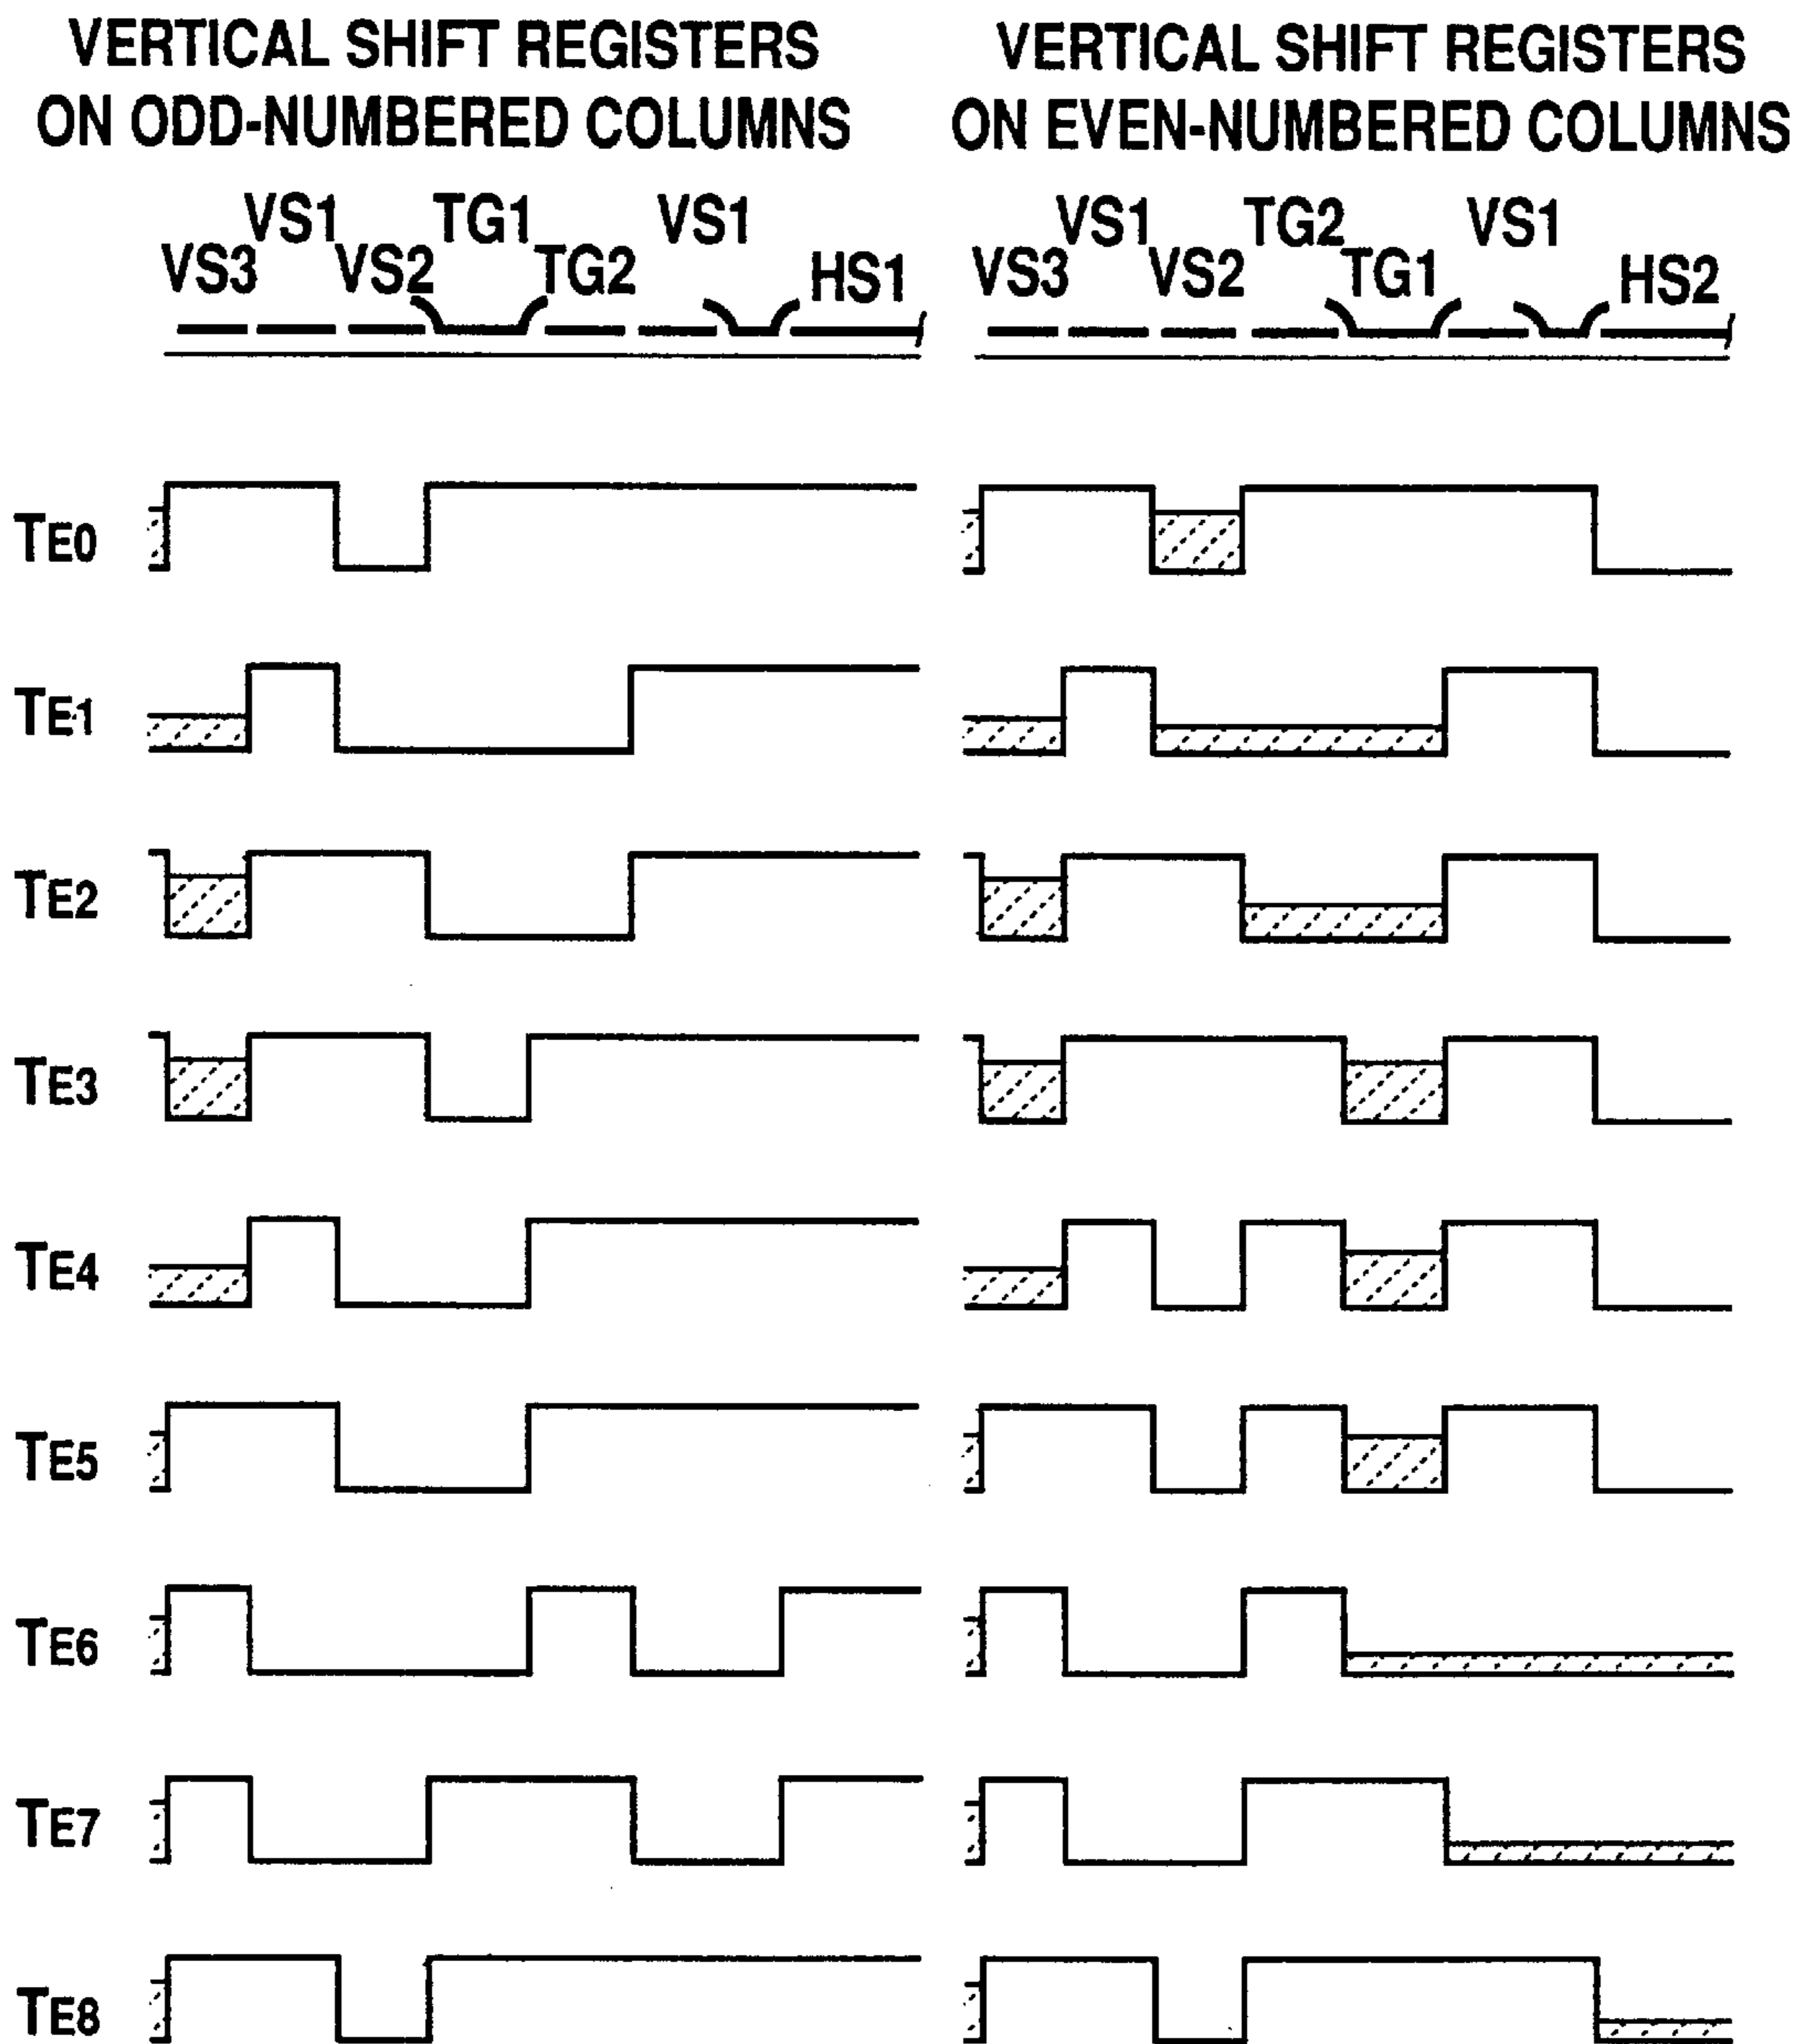 VERTICAL SHIFT REGISTERS
ON ODD-NUMBERED COLUMNS
VERTICAL SHIFT REGISTERS
ON EVEN-NUMBERED COLUMNS
VS1 TG1 VS1
VS3 VS2 TG2 HS1
VS1 TG2 VS1
VS3 VS2 TG1 HS2
TE0
TE1
TE2
TE3
TE4
TE5
TE6
TE7
TE8